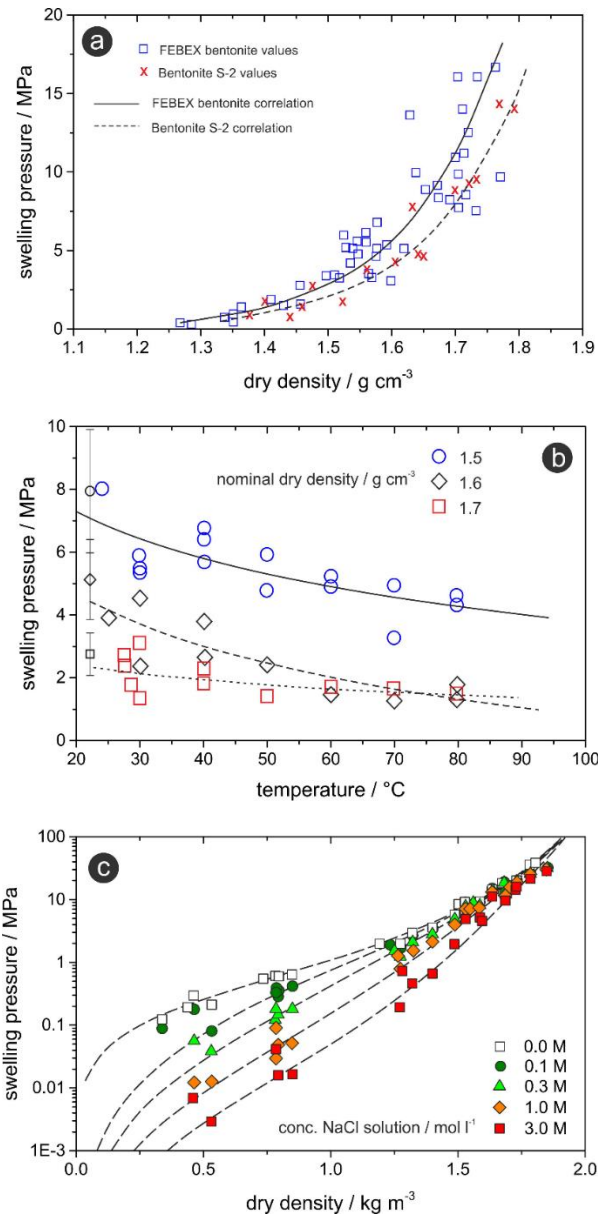 a
FEBEX bentonite values
Bentonite S-2 values
FEBEX bentonite correlation
Bentonite S-2 correlation
20
15
10
5
0
swelling pressure / MPa
1.1 1.2 1.3 1.4 1.5 1.6 1.7 1.8 1.9
dry density / g cm⁻³
b
nominal dry density / g cm⁻³
1.5
1.6
1.7
10
8
6
4
2
0
swelling pressure / MPa
20 30 40 50 60 70 80 90 100
temperature / °C
c
100
10
1
0.1
0.01
1E-3
swelling pressure / MPa
0.0 M
0.1 M
0.3 M
1.0 M
3.0 M
conc. NaCl solution / mol l⁻¹
0.0 0.5 1.0 1.5 2.0
dry density / kg m⁻³